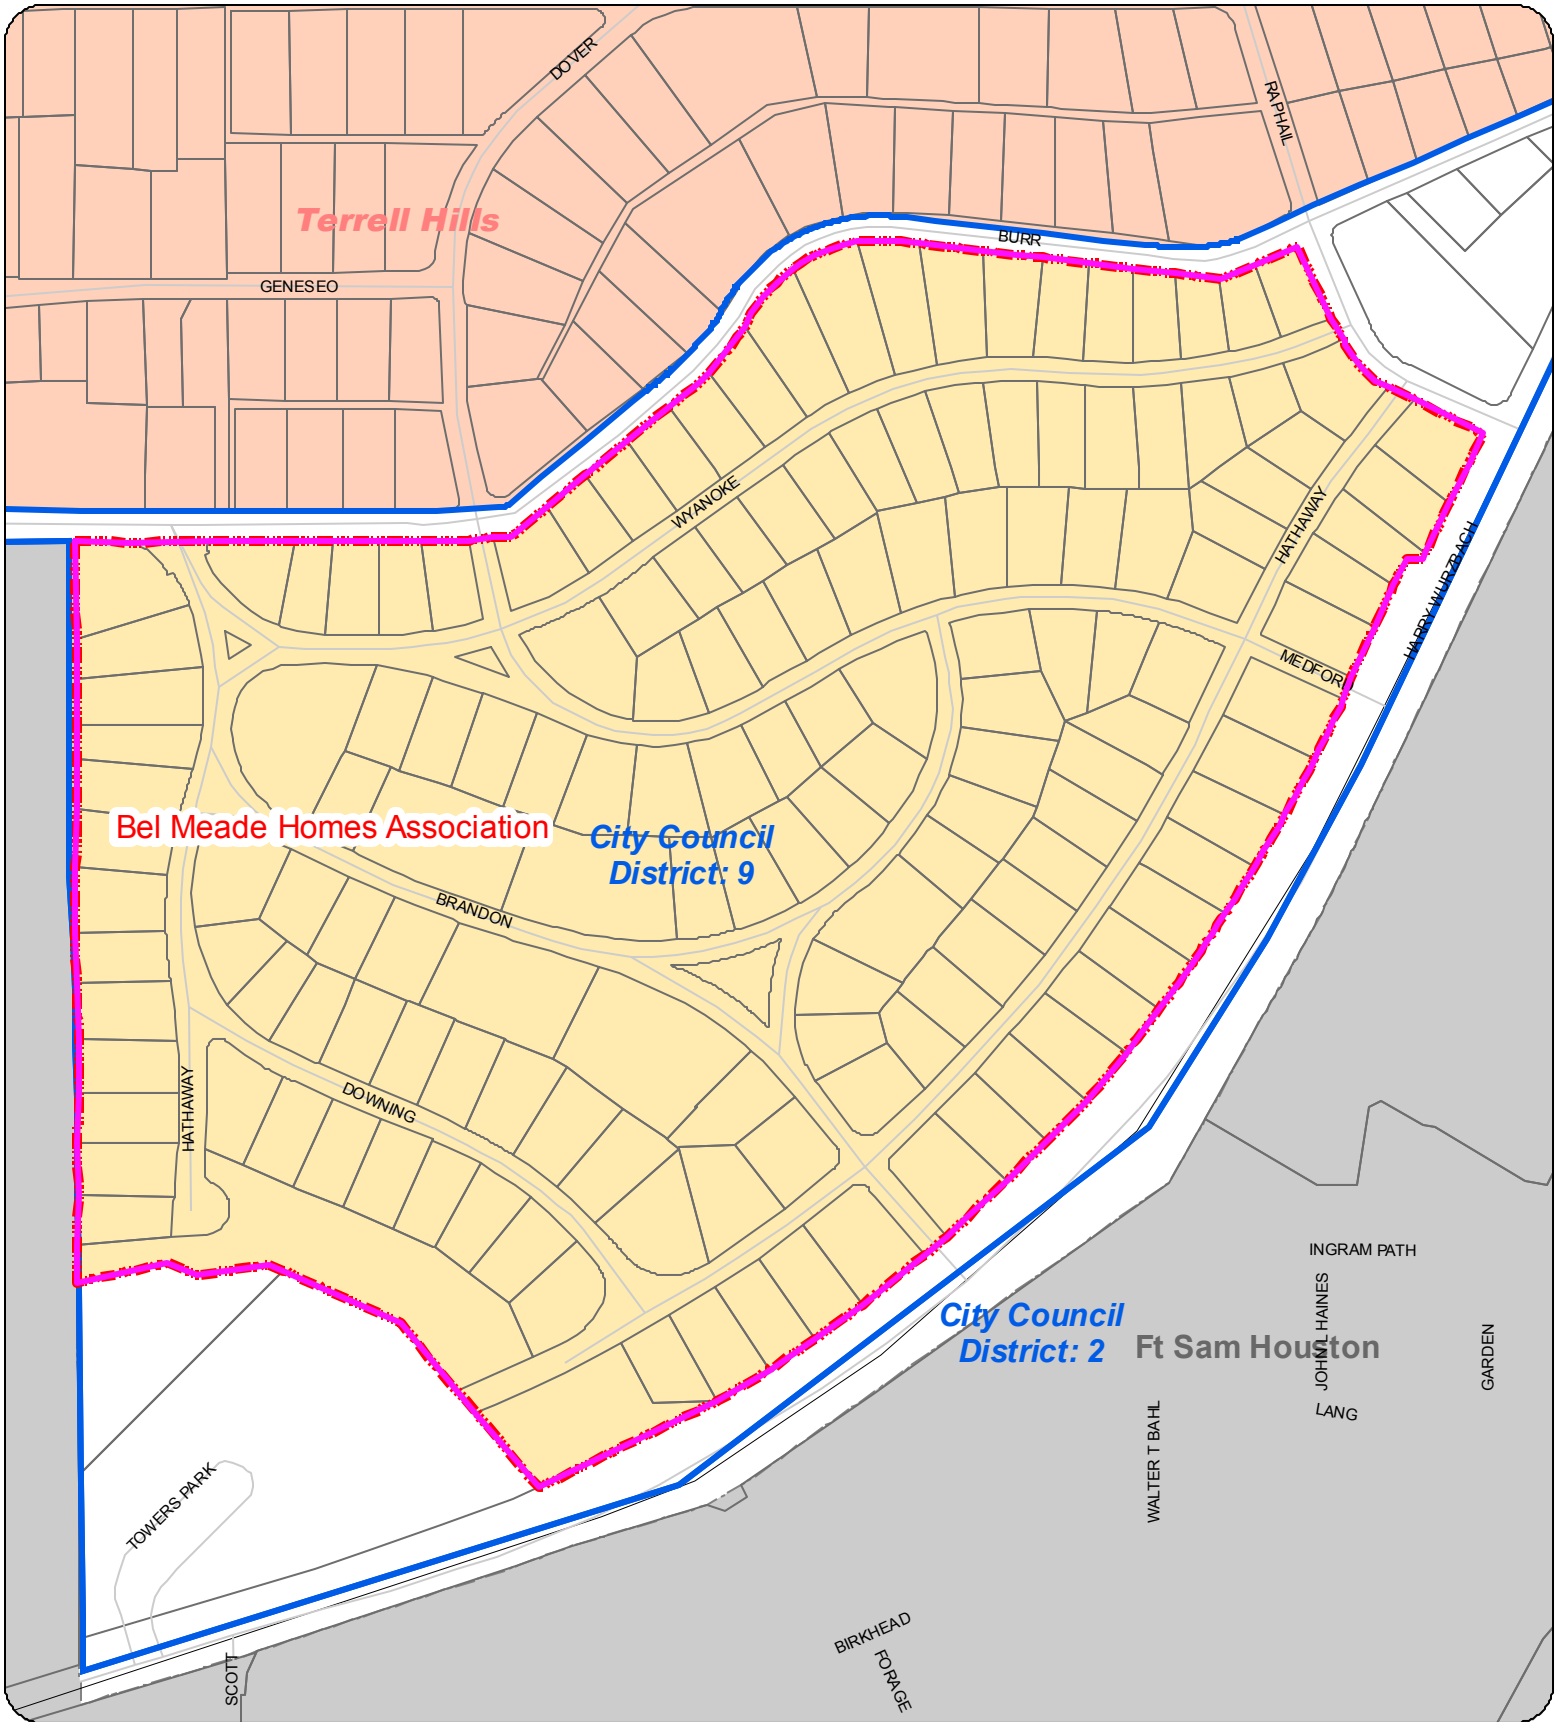 DOVER
RAPHAIL
Terrell Hills
BURR
GENESEO
WYANOKE
HATHAWAY
HARRY WURZBACH
MEDFORD
Bel Meade Homes Association
City Council
District: 9
BRANDON
HATHAWAY
DOWNING
INGRAM PATH
JOHN L HAINES
City Council
District: 2
Ft Sam Houston
GARDEN
LANG
WALTER T BAHL
TOWERS PARK
BIRKHEAD
FORAGE
SCOTT